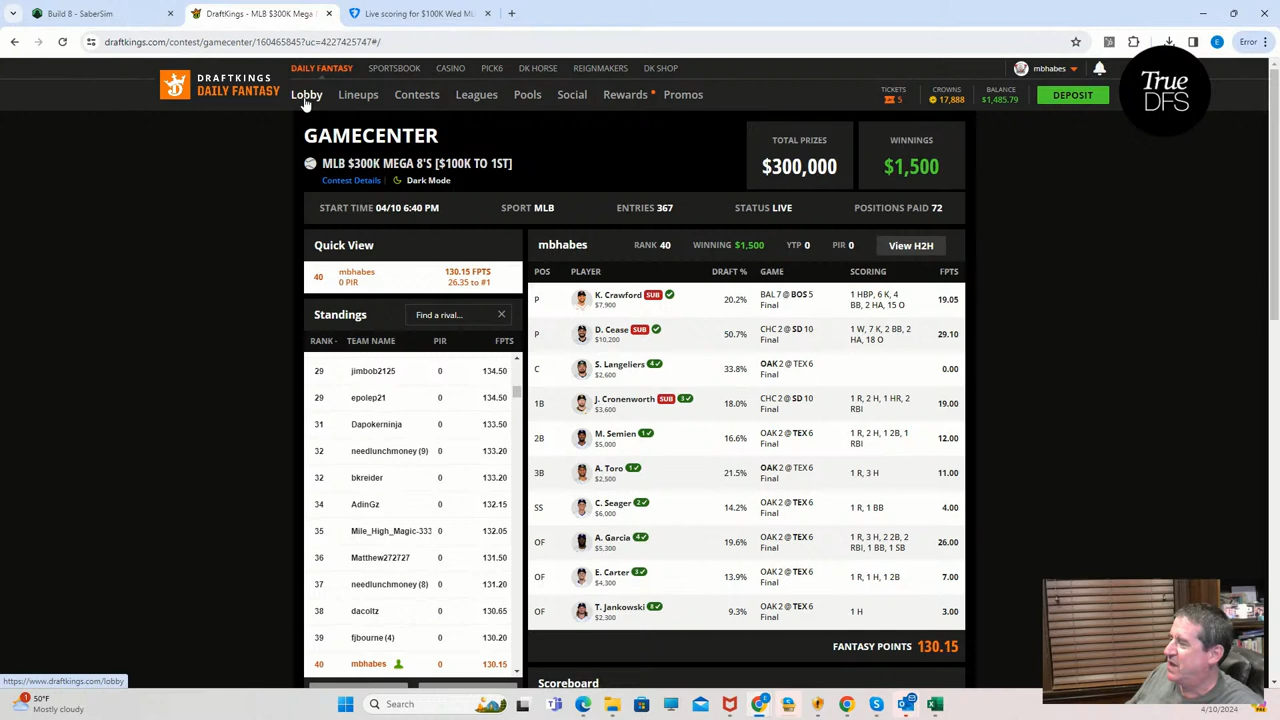 Build 8 - SaberSim
DraftKings - MLB $300K Mega
Live scoring for $100K Wed ML
draftkings.com/contest/gamecenter/160465845?uc=4227425747#/
Error
DRAFTKINGS
DAILY FANTASY
DAILY FANTASY SPORTSBOOK CASINO PICK6 DK HORSE REIGNMAKERS DK SHOP
mbhabes
Lobby Lineups Contests Leagues Pools Social Rewards Promos
TICKETS
5
CROWNS
17,888
BALANCE
$1,485.79
DEPOSIT
True
DFS
GAMECENTER
MLB $300K MEGA 8'S [$100K TO 1ST]
Contest Details Dark Mode
TOTAL PRIZES
$300,000
WINNINGS
$1,500
START TIME 04/10 6:40 PM SPORT MLB ENTRIES 367 STATUS LIVE POSITIONS PAID 72
Quick View
40 mbhabes 130.15 FPTS
0 PIR 26.35 to #1
Standings Find a rival...
RANK TEAM NAME PIR FPTS
29 jimbob2125 0 134.50
29 epolep21 0 134.50
31 Dapokerninja 0 133.50
32 needlunchmoney (9) 0 133.20
32 bkreider 0 133.20
34 AdinGz 0 132.15
35 Mile_High_Magic-333 0 132.05
36 Matthew272727 0 131.50
37 needlunchmoney (8) 0 131.20
38 dacoltz 0 130.65
39 fjbourne (4) 0 130.20
40 mbhabes 0 130.15
mbhabes RANK 40 WINNING $1,500 YTP 0 PIR 0 View H2H
POS PLAYER DRAFT % GAME SCORING FPTS
P K. Crawford SUB $7,900 20.2% BAL 7 @ BOS 5 Final 1 HBP, 6 K, 4 BB, 2 HA, 15 O 19.05
P D. Cease SUB $10,200 50.7% CHC 2 @ SD 10 Final 1 W, 7 K, 2 BB, 2 HA, 18 O 29.10
C S. Langeliers 4 $2,600 33.8% OAK 2 @ TEX 6 Final 0.00
1B J. Cronenworth SUB 3 $3,600 18.0% CHC 2 @ SD 10 Final 1 R, 2 H, 1 HR, 2 RBI 19.00
2B M. Semien 1 $5,000 16.6% OAK 2 @ TEX 6 Final 1 R, 2 H, 1 2B, 1 RBI 12.00
3B A. Toro 1 $2,500 21.5% OAK 2 @ TEX 6 Final 1 R, 3 H 11.00
SS C. Seager 2 $6,000 14.2% OAK 2 @ TEX 6 Final 1 R, 1 BB 4.00
OF A. Garcia 4 $5,300 19.6% OAK 2 @ TEX 6 Final 1 R, 3 H, 2 2B, 2 RBI, 1 BB, 1 SB 26.00
OF E. Carter 3 $4,300 13.9% OAK 2 @ TEX 6 Final 1 R, 1 H, 1 2B 7.00
OF T. Jankowski 8 $2,300 9.3% OAK 2 @ TEX 6 Final 1 H 3.00
FANTASY POINTS 130.15
Scoreboard
https://www.draftkings.com/lobby
50°F
Mostly cloudy
Search
4/10/2024